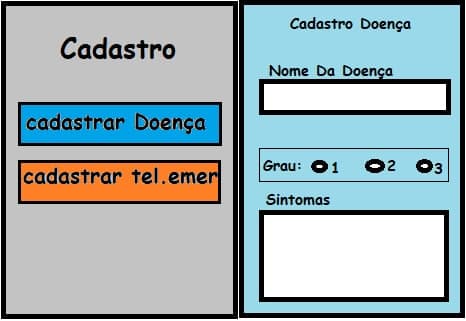 Cadastro
cadastrar Doença
cadastrar tel.emer
Cadastro Doença
Nome Da Doença
Grau: 1 2 3
Sintomas